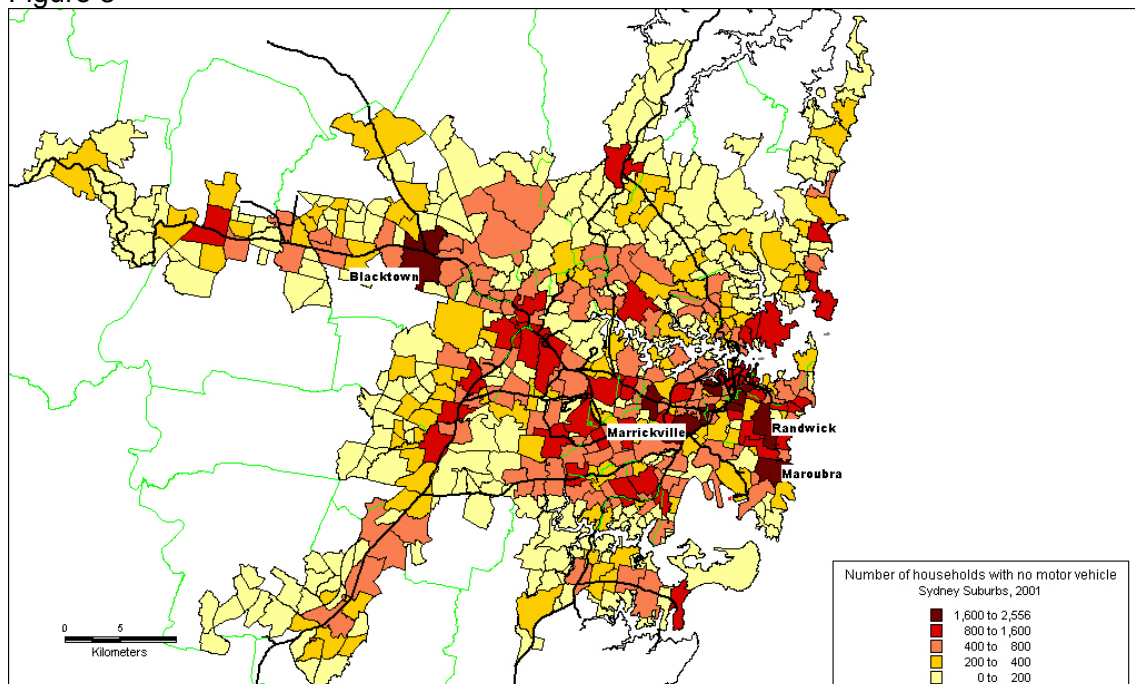 Blacktown
Marrickville
Randwick
Maroubra
0 5
Kilometers
Number of households with no motor vehicle
Sydney Suburbs, 2001
1,600 to 2,556
800 to 1,600
400 to 800
200 to 400
0 to 200